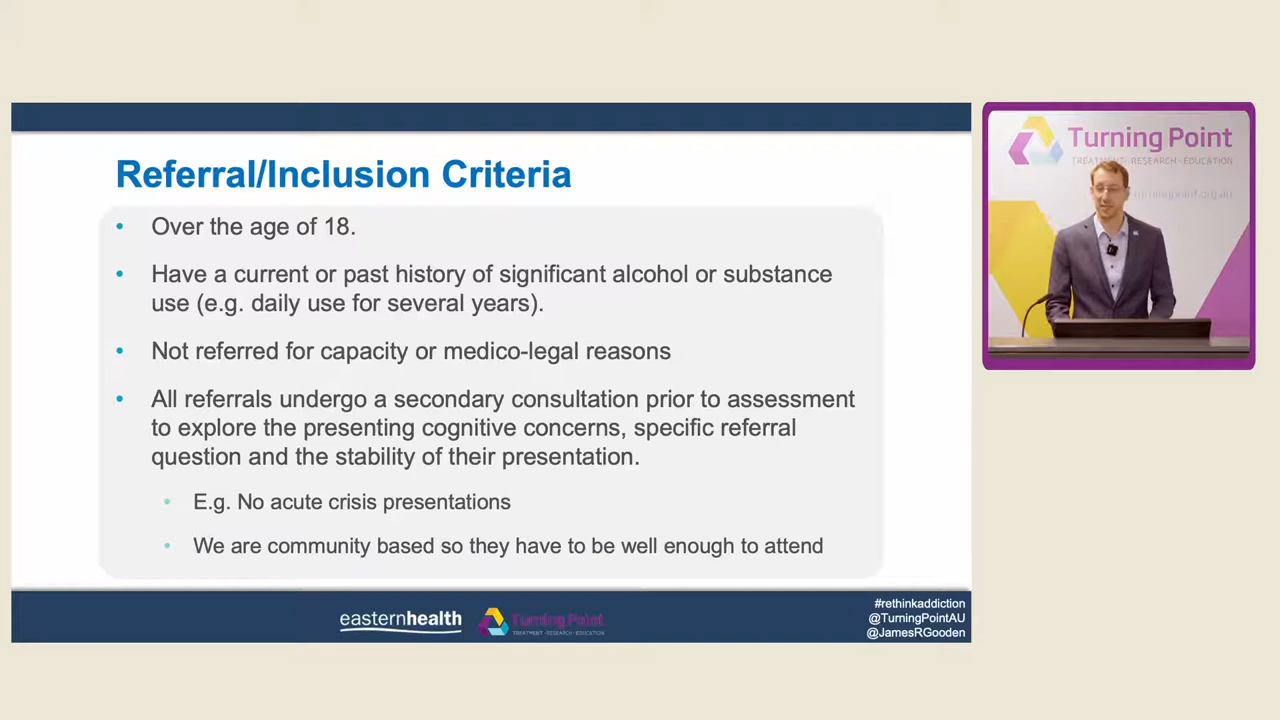 Referral/Inclusion Criteria
• Over the age of 18.
• Have a current or past history of significant alcohol or substance
use (e.g. daily use for several years).
• Not referred for capacity or medico-legal reasons
• All referrals undergo a secondary consultation prior to assessment
to explore the presenting cognitive concerns, specific referral
question and the stability of their presentation.
• E.g. No acute crisis presentations
• We are community based so they have to be well enough to attend
easternhealth
Turning Point
TREATMENT • RESEARCH • EDUCATION
#rethinkaddiction
@TurningPointAU
@JamesRGooden
Turning Point
TREATMENT • RESEARCH • EDUCATION
turningpoint.org.au